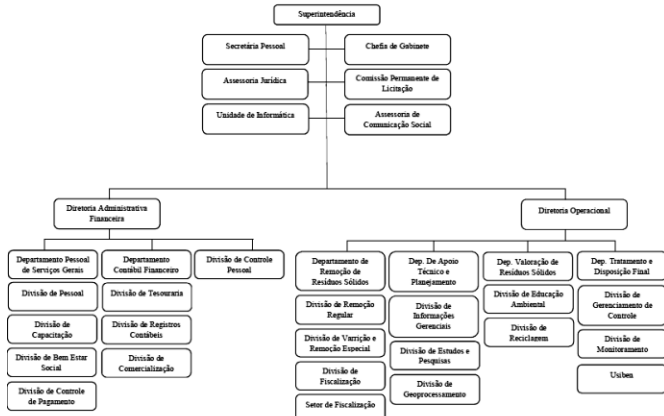 Superintendência
Secretária Pessoal
Chefia de Gabinete
Assessoria Jurídica
Comissão Permanente de
Licitação
Unidade de Informática
Assessoria de
Comunicação Social
Diretoria Administrativa
Financeira
Diretoria Operacional
Departamento Pessoal
de Serviços Gerais
Divisão de Pessoal
Divisão de
Capacitação
Divisão de Bem Estar
Social
Divisão de Controle
de Pagamento
Departamento
Contábil Financeiro
Divisão de Tesouraria
Divisão de Registros
Contábeis
Divisão de
Comercialização
Divisão de Controle
Pessoal
Departamento de
Remoção de
Resíduos Sólidos
Divisão de Remoção
Regular
Divisão de Varrição e
Remoção Especial
Divisão de
Fiscalização
Setor de Fiscalização
Dep. De Apoio
Técnico e
Planejamento
Divisão de
Informações
Gerenciais
Divisão de Estudos e
Pesquisas
Divisão de
Geoprocessamento
Dep. Valoração de
Resíduos Sólidos
Divisão de Educação
Ambiental
Divisão de
Reciclagem
Dep. Tratamento e
Disposição Final
Divisão de
Gerenciamento de
Controle
Divisão de
Monitoramento
Usiben